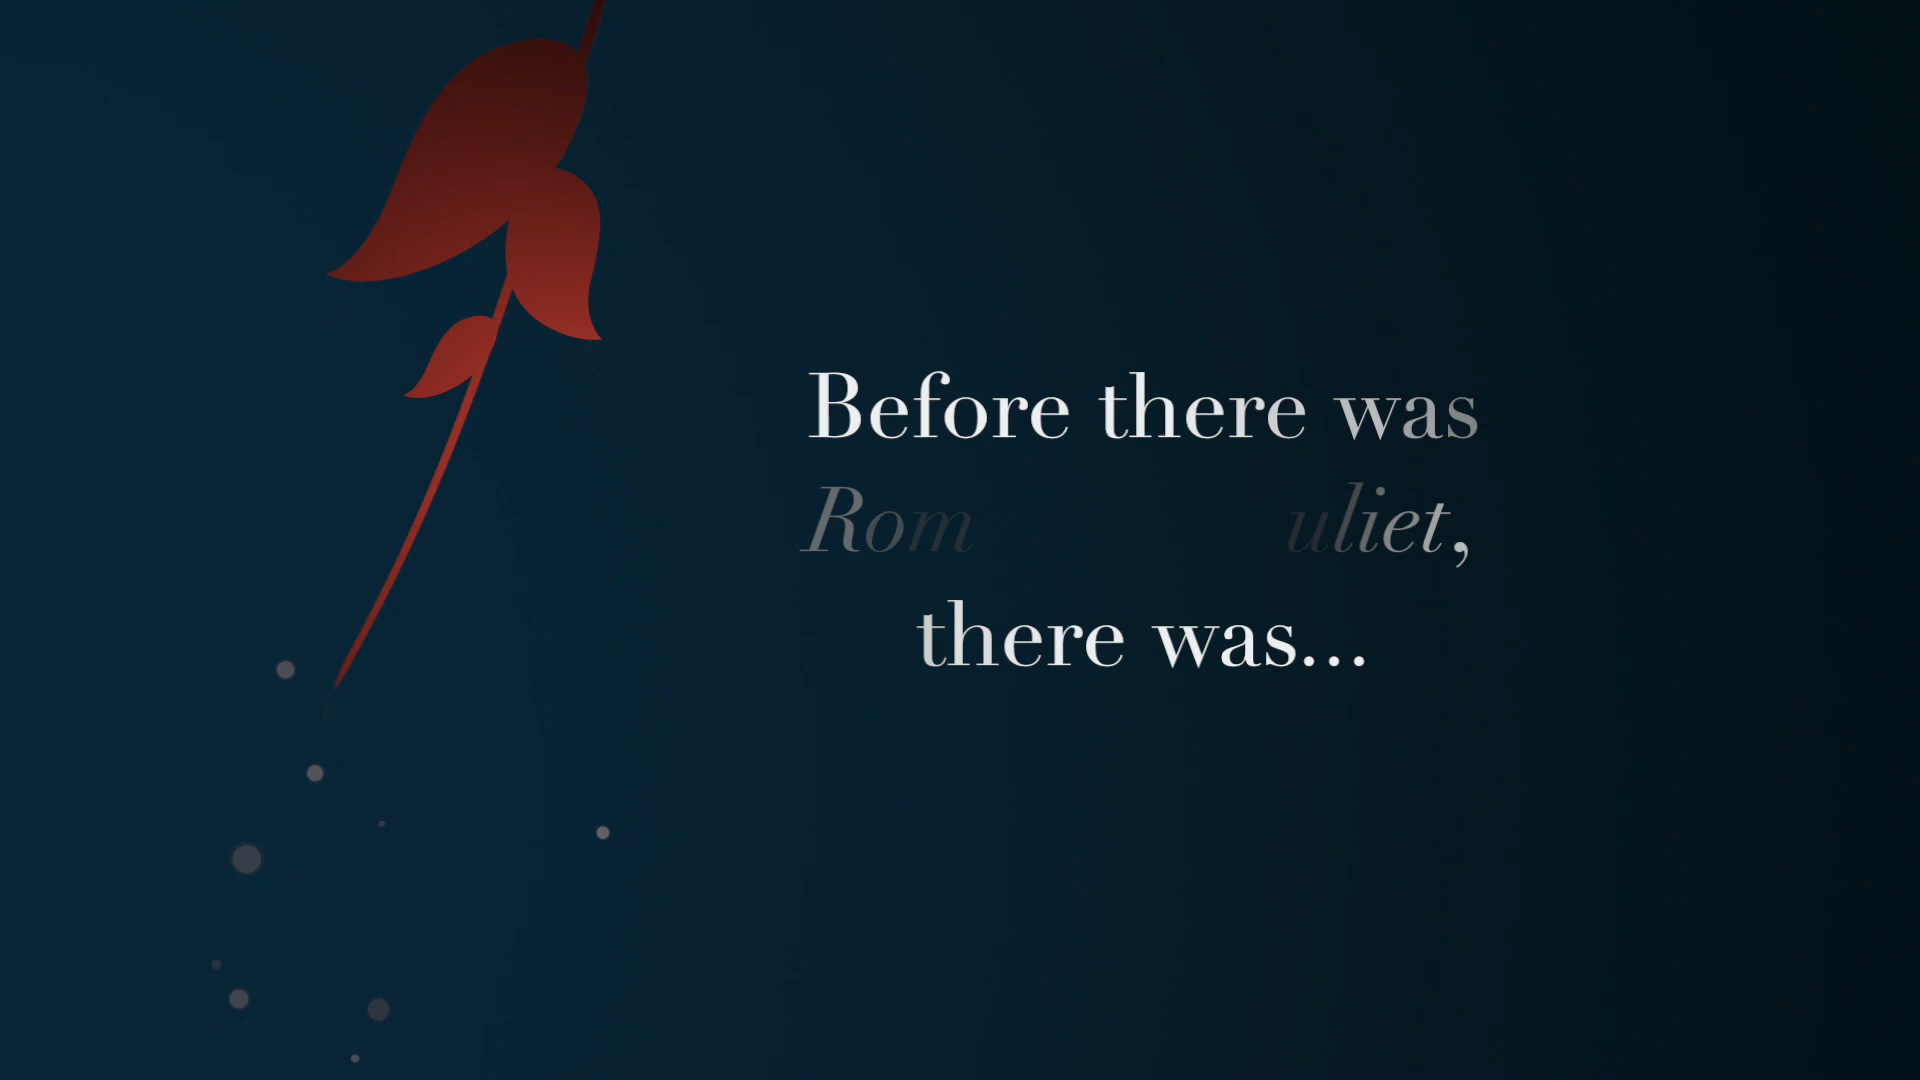 Before there was
Rom uliet,
there was...